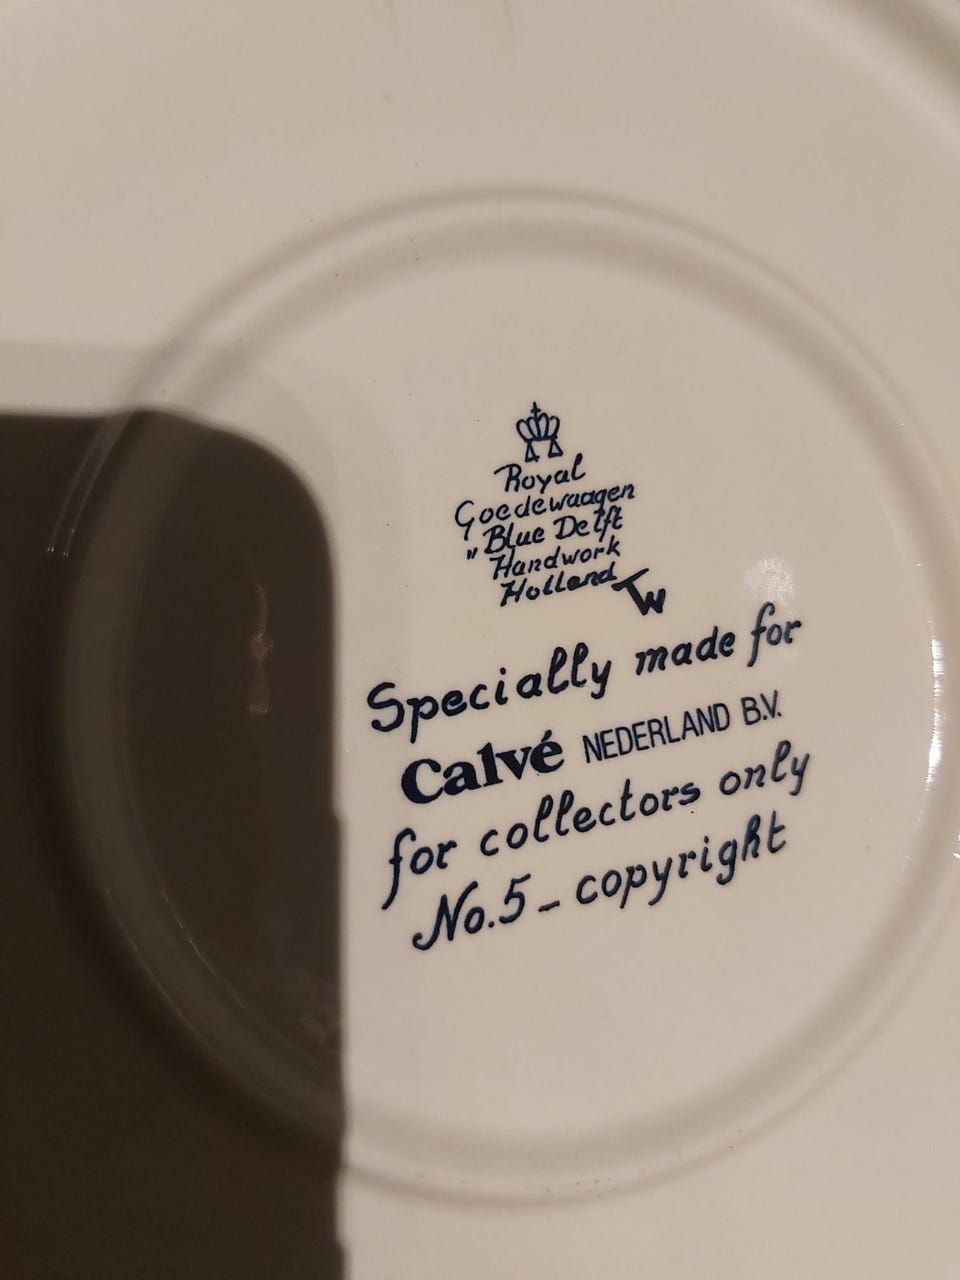 Royal
Goedewaagen
"Blue Delft
Handwork
Holland TW
Specially made for
Calvé NEDERLAND B.V.
for collectors only
No.5 - copyright